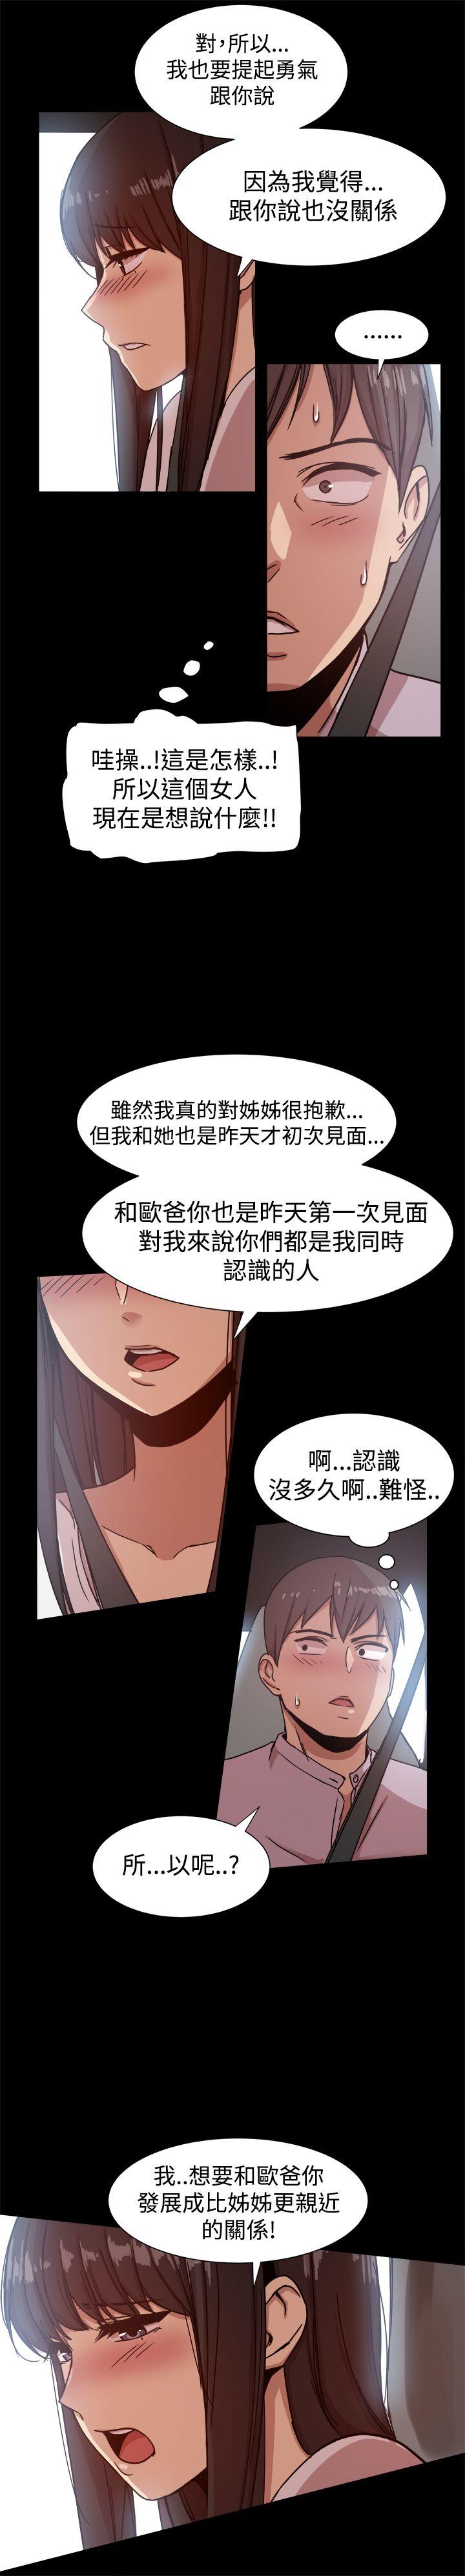 對,所以...
我也要提起勇氣
跟你說
因為我覺得...
跟你說也沒關係
......
哇操..!這是怎樣..!
所以這個女人
現在是想說什麼!!
雖然我真的對姊姊很抱歉...
但我和她也是昨天才初次見面...
和歐爸你也是昨天第一次見面
對我來說你們都是我同時
認識的人
啊...認識
沒多久啊..難怪..
所...以呢..?
我..想要和歐爸你
發展成比姊姊更親近
的關係!